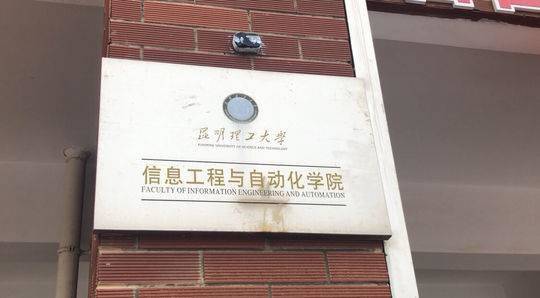 昆明理工大学
KUNMING UNIVERSITY OF SCIENCE AND TECHNOLOGY
信息工程与自动化学院
FACULTY OF INFORMATION ENGINEERING AND AUTOMATION